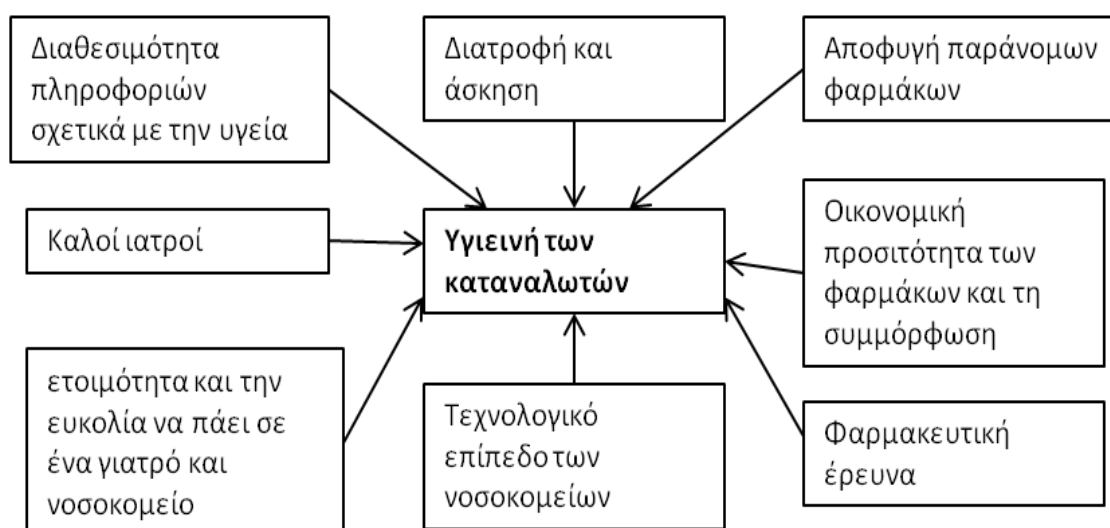 Διαθεσιμότητα
πληροφοριών
σχετικά με την υγεία
Διατροφή και
άσκηση
Αποφυγή παράνομων
φαρμάκων
Καλοί ιατροί
Υγιεινή των
καταναλωτών
Οικονομική
προσιτότητα των
φαρμάκων και τη
συμμόρφωση
ετοιμότητα και την
ευκολία να πάει σε
ένα γιατρό και
νοσοκομείο
Τεχνολογικό
επίπεδο των
νοσοκομείων
Φαρμακευτική
έρευνα